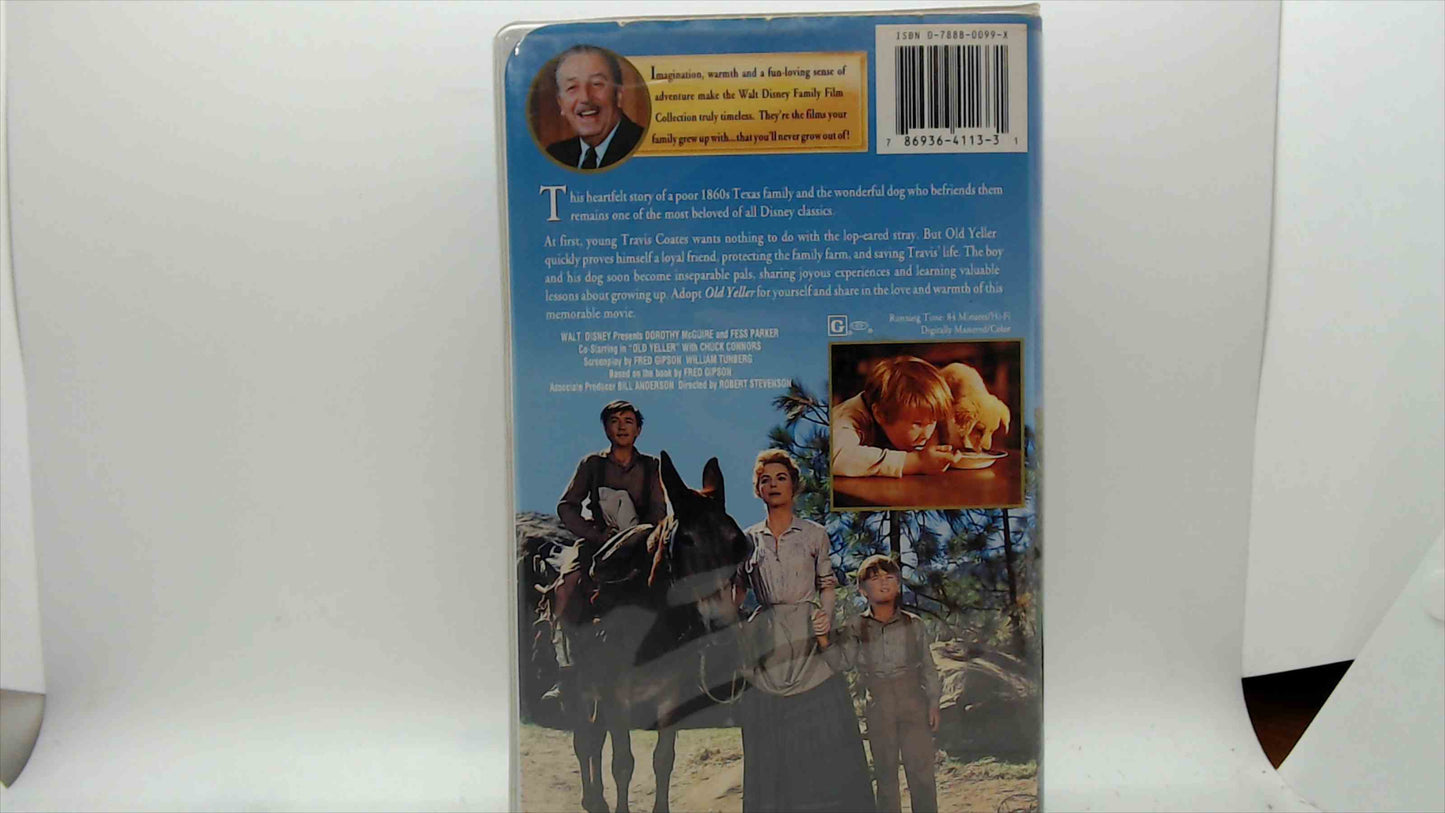 Imagination, warmth and a fun-loving sense of
adventure make the Walt Disney Family Film
Collection truly timeless. They're the films your
family grew up with...that you'll never grow out of!
ISBN 0-7888-0099-X
7 86936-4113-3 1
This heartfelt story of a poor 1860s Texas family and the wonderful dog who befriends them
remains one of the most beloved of all Disney classics.
At first, young Travis Coates wants nothing to do with the lop-eared stray. But Old Yeller
quickly proves himself a loyal friend, protecting the family farm, and saving Travis' life. The boy
and his dog soon become inseparable pals, sharing joyous experiences and learning valuable
lessons about growing up. Adopt Old Yeller for yourself and share in the love and warmth of this
memorable movie.
WALT DISNEY Presents DOROTHY McGUIRE and FESS PARKER
Co-Starring in "OLD YELLER" With CHUCK CONNORS
Screenplay by FRED GIPSON WILLIAM TUNBERG
Based on the book by FRED GIPSON
Associate Producer BILL ANDERSON Directed by ROBERT STEVENSON
G
Running Time: 84 Minutes/Hi-Fi
Digitally Mastered/Color